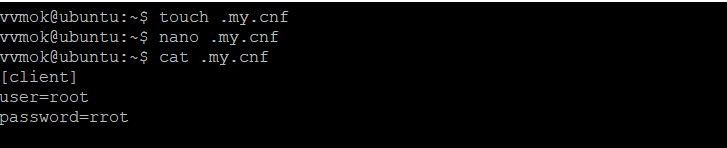 vvmok@ubuntu:~$ touch .my.cnf
vvmok@ubuntu:~$ nano .my.cnf
vvmok@ubuntu:~$ cat .my.cnf
[client]
user=root
password=rrot